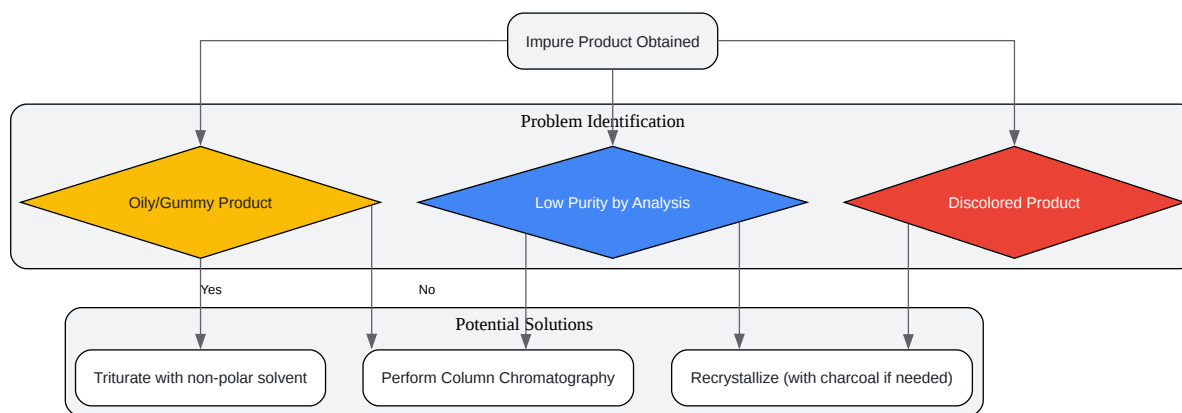 Impure Product Obtained
Problem Identification
Oily/Gummy Product
Low Purity by Analysis
Discolored Product
Yes
No
Potential Solutions
Triturate with non-polar solvent
Perform Column Chromatography
Recrystallize (with charcoal if needed)